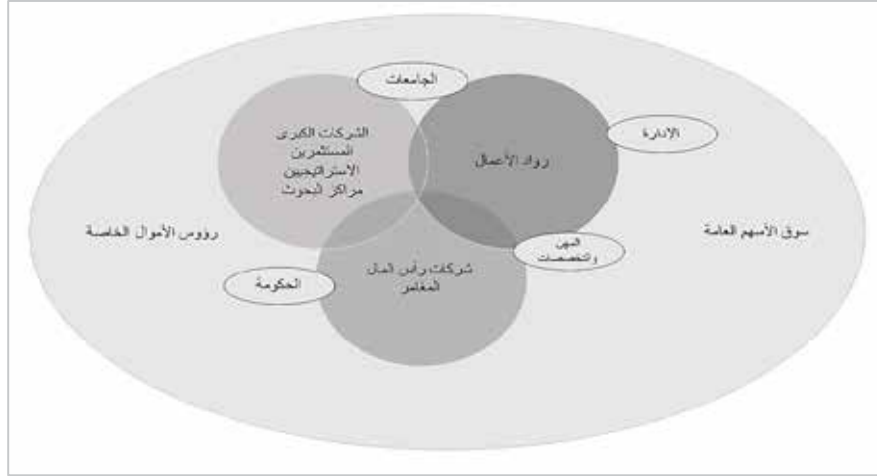 الجامعات
الإدارة
الشركات الكبرى
المستثمرين
الاستراتيجيين
مراكز البحوث
رواد الأعمال
سوق الأسهم العامة
رؤوس الأموال الخاصة
المهن
والتخصصات
شركات رأس المال
المغامر
الحكومة